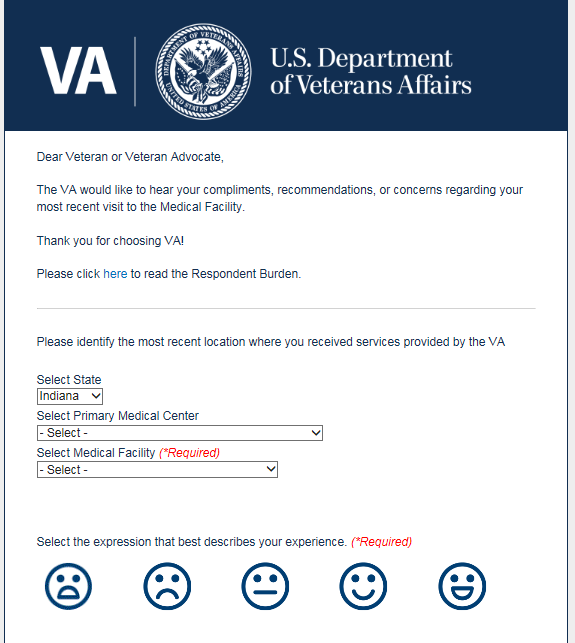 VA
DEPARTMENT OF VETERANS AFFAIRS
UNITED STATES OF AMERICA
U.S. Department
of Veterans Affairs
Dear Veteran or Veteran Advocate,
The VA would like to hear your compliments, recommendations, or concerns regarding your
most recent visit to the Medical Facility.
Thank you for choosing VA!
Please click here to read the Respondent Burden.
Please identify the most recent location where you received services provided by the VA
Select State
Indiana
Select Primary Medical Center
- Select -
Select Medical Facility (*Required)
- Select -
Select the expression that best describes your experience. (*Required)